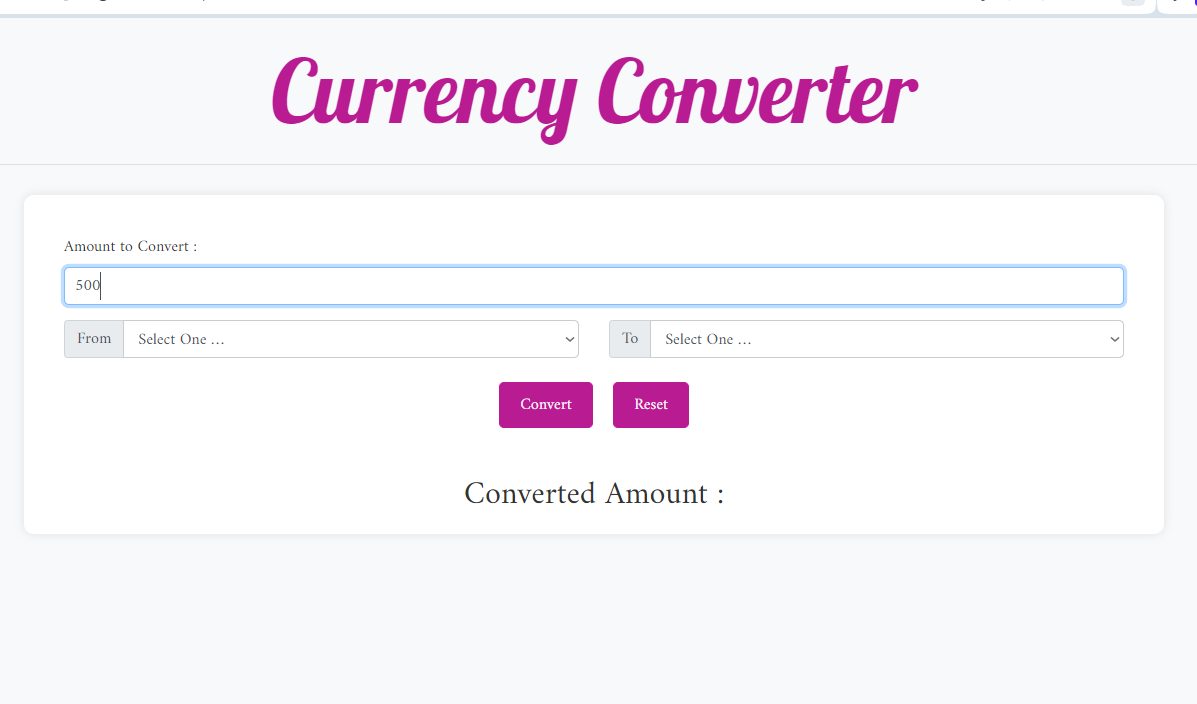 Currency Converter
Amount to Convert :
500
From
Select One ...
To
Select One ...
Convert
Reset
Converted Amount :